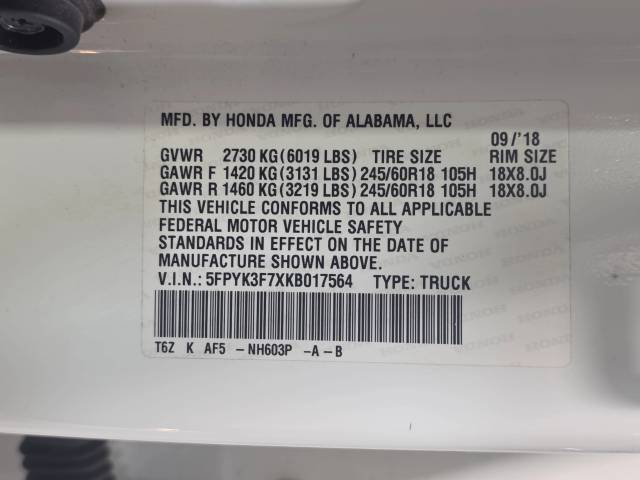 MFD. BY HONDA MFG. OF ALABAMA, LLC
09/'18
GVWR 2730 KG(6019 LBS) TIRE SIZE RIM SIZE
GAWR F 1420 KG(3131 LBS) 245/60R18 105H 18X8.0J
GAWR R 1460 KG(3219 LBS) 245/60R18 105H 18X8.0J
THIS VEHICLE CONFORMS TO ALL APPLICABLE
FEDERAL MOTOR VEHICLE SAFETY
STANDARDS IN EFFECT ON THE DATE OF
MANUFACTURE SHOWN ABOVE.
V.I.N.: 5FPYK3F7XKB017564 TYPE: TRUCK
T6Z K AF5 -NH603P -A-B